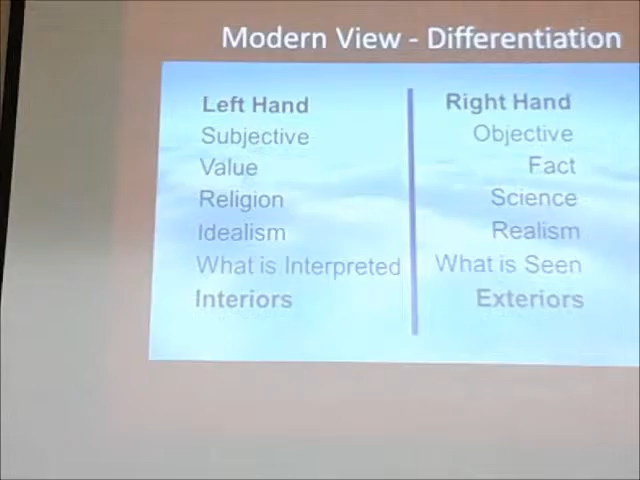 Modern View - Differentiation
Left Hand Right Hand
Subjective Objective
Value Fact
Religion Science
Idealism Realism
What is Interpreted What is Seen
Interiors Exteriors